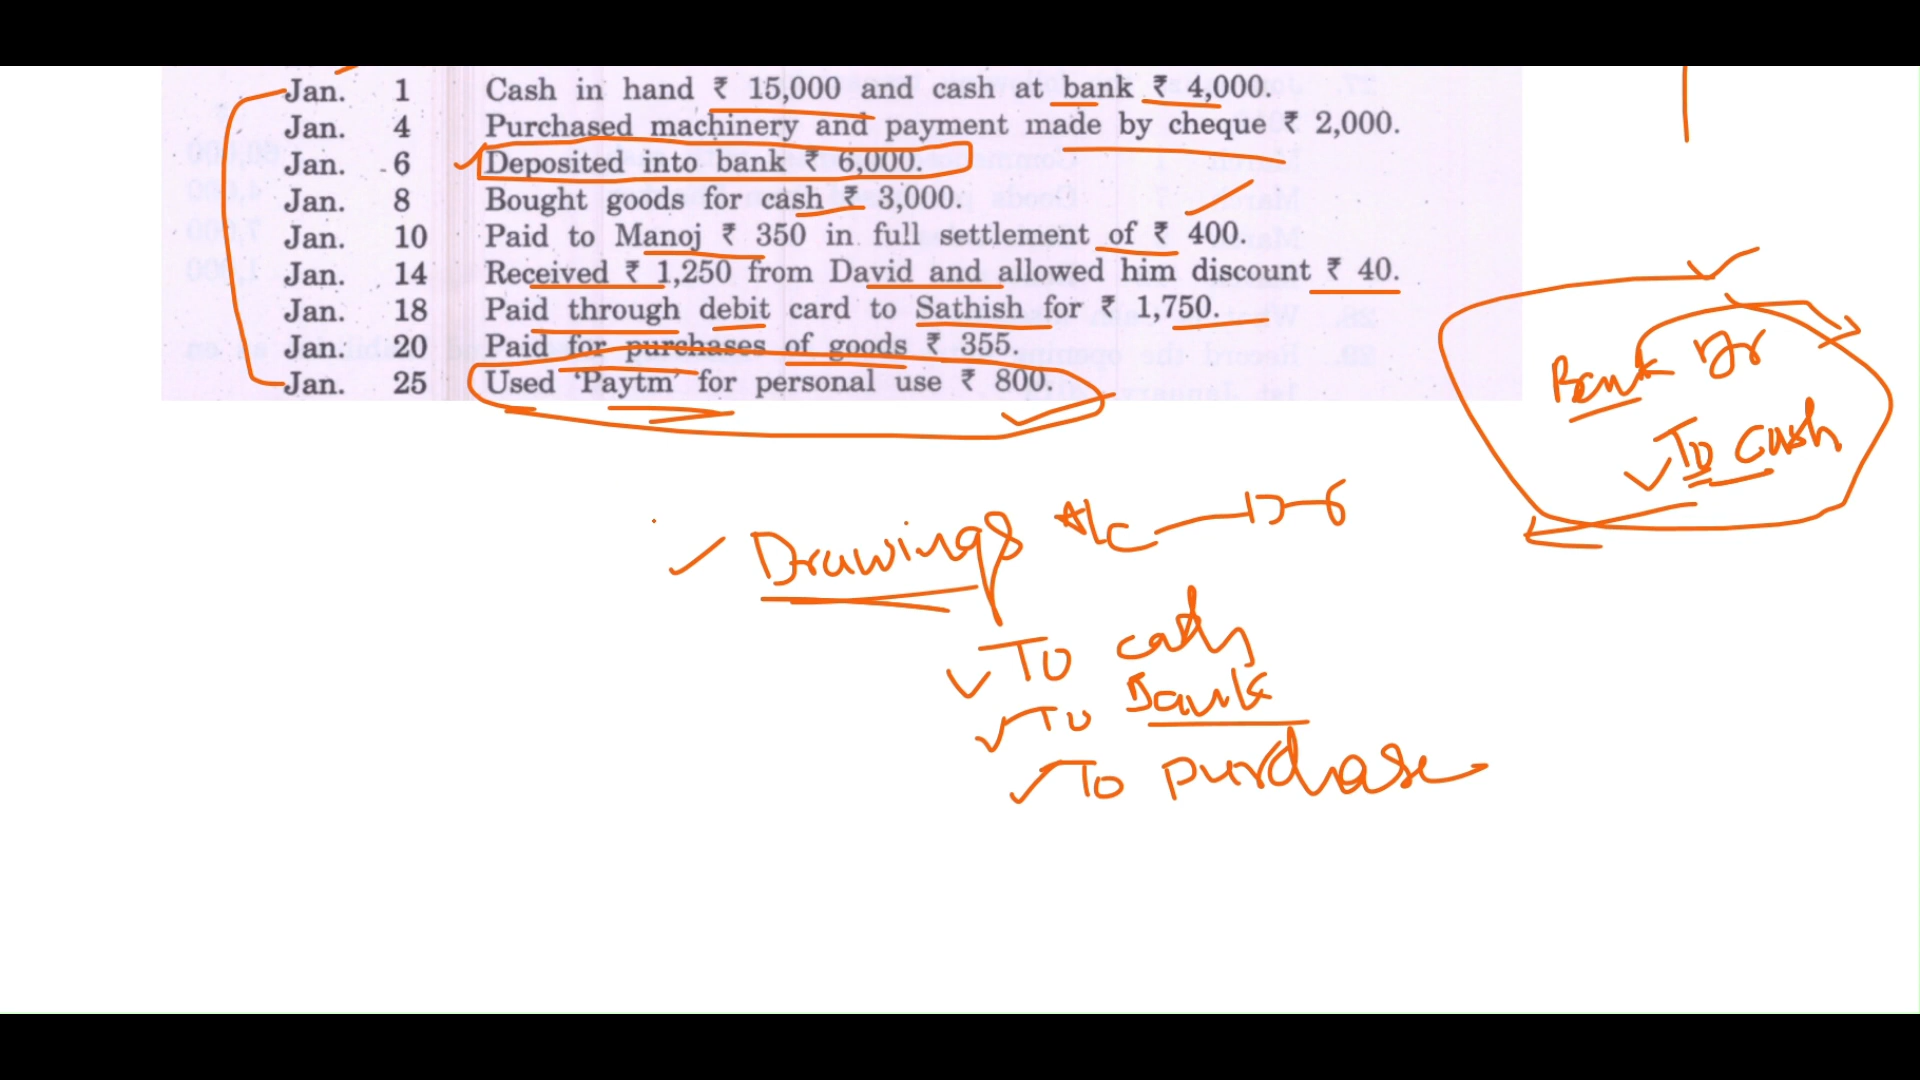 Jan. 1 Cash in hand ₹ 15,000 and cash at bank ₹ 4,000.
Jan. 4 Purchased machinery and payment made by cheque ₹ 2,000.
Jan. 6 Deposited into bank ₹ 6,000.
Jan. 8 Bought goods for cash ₹ 3,000.
Jan. 10 Paid to Manoj ₹ 350 in full settlement of ₹ 400.
Jan. 14 Received ₹ 1,250 from David and allowed him discount ₹ 40.
Jan. 18 Paid through debit card to Sathish for ₹ 1,750.
Jan. 20 Paid for purchases of goods ₹ 355.
Jan. 25 Used 'Paytm' for personal use ₹ 800.
Bank Dr
To Cash
Drawings A/c Dr
To cash
To Bank
To purchase